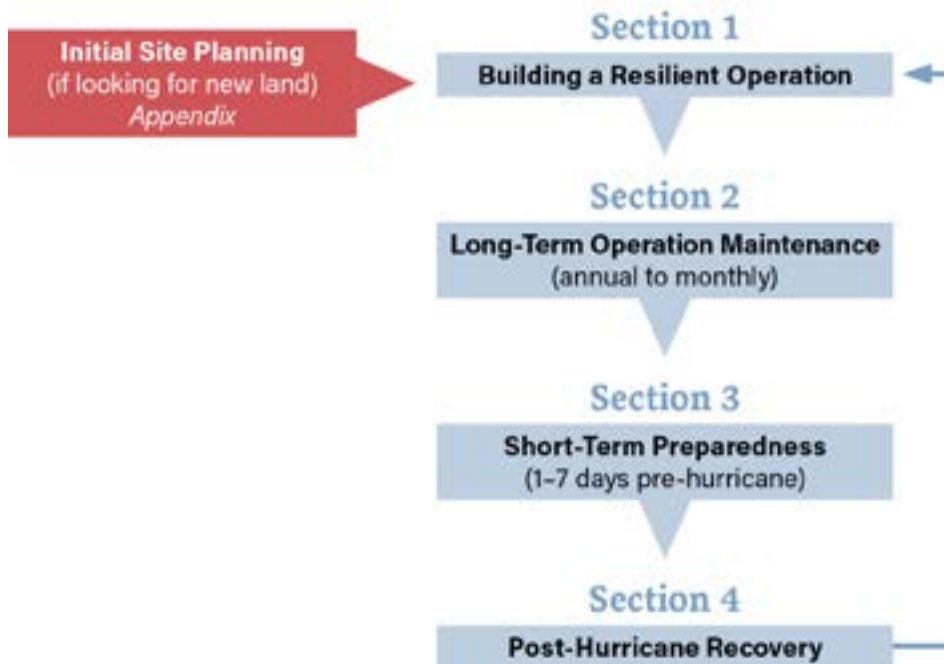 Initial Site Planning
(if looking for new land)
Appendix
Section 1
Building a Resilient Operation
Section 2
Long-Term Operation Maintenance
(annual to monthly)
Section 3
Short-Term Preparedness
(1–7 days pre-hurricane)
Section 4
Post-Hurricane Recovery